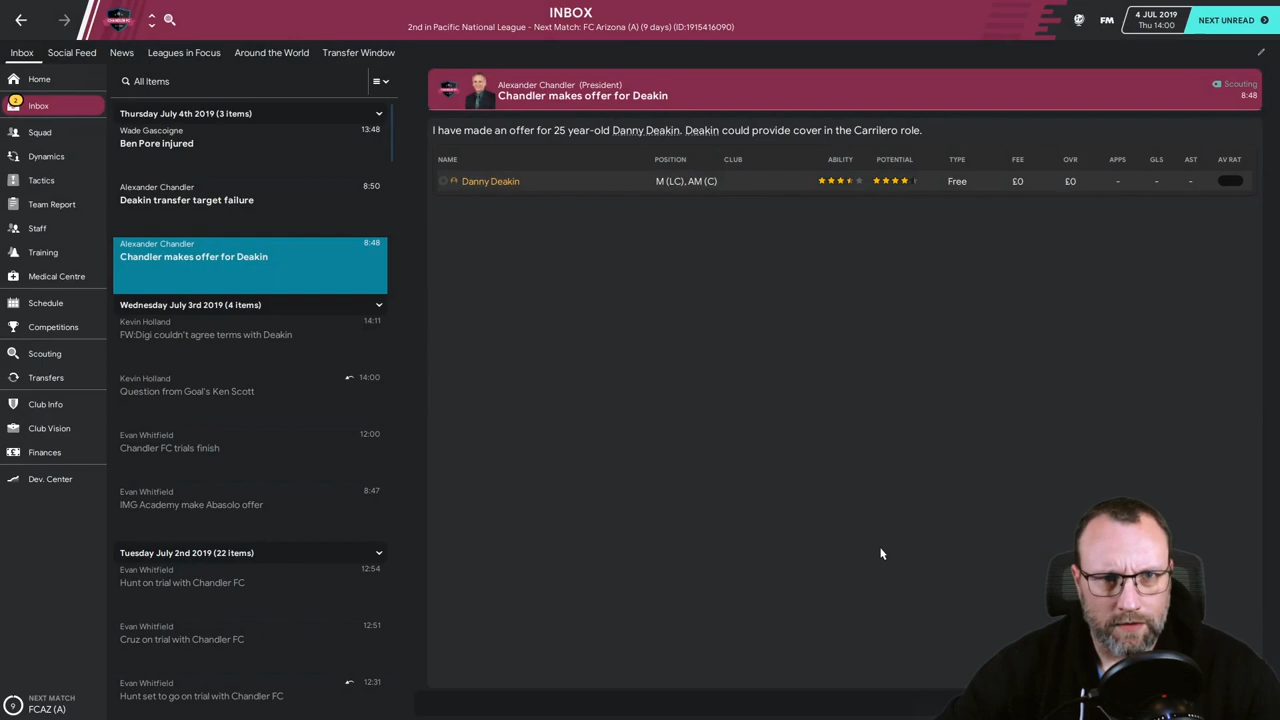 INBOX
2nd in Pacific National League - Next Match: FC Arizona (A) (9 days) (ID:1915416090)
CHANDLER FC
FM
4 JUL 2019
Thu 14:00
NEXT UNREAD
Inbox
Social Feed
News
Leagues in Focus
Around the World
Transfer Window
Home
2
Inbox
Squad
Dynamics
Tactics
Team Report
Staff
Training
Medical Centre
Schedule
Competitions
Scouting
Transfers
Club Info
Club Vision
Finances
Dev. Center
9
NEXT MATCH
FCAZ (A)
All Items
Thursday July 4th 2019 (3 items)
Wade Gascoigne 13:48
Ben Pore injured
Alexander Chandler 8:50
Deakin transfer target failure
Alexander Chandler 8:48
Chandler makes offer for Deakin
Wednesday July 3rd 2019 (4 items)
Kevin Holland 14:11
FW:Digi couldn't agree terms with Deakin
Kevin Holland 14:00
Question from Goal's Ken Scott
Evan Whitfield 12:00
Chandler FC trials finish
Evan Whitfield 8:47
IMG Academy make Abasolo offer
Tuesday July 2nd 2019 (22 items)
Evan Whitfield 12:54
Hunt on trial with Chandler FC
Evan Whitfield 12:51
Cruz on trial with Chandler FC
Evan Whitfield 12:31
Hunt set to go on trial with Chandler FC
Alexander Chandler (President)
Chandler makes offer for Deakin
Scouting
8:48
I have made an offer for 25 year-old Danny Deakin. Deakin could provide cover in the Carrilero role.
NAME POSITION CLUB ABILITY POTENTIAL TYPE FEE OVR APPS GLS AST AV RAT
Danny Deakin M (LC), AM (C) Free £0 £0 - - -